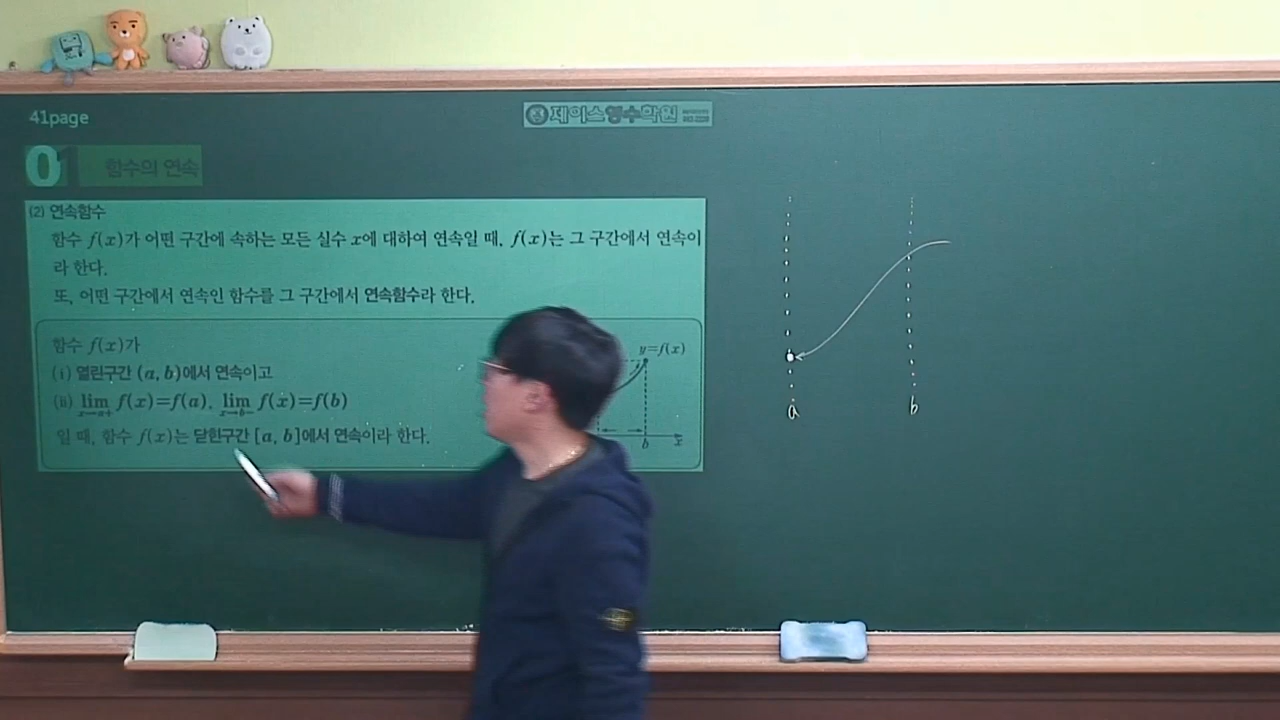 41page
제이스영수학원
01 함수의 연속
(2) 연속함수
함수 f(x)가 어떤 구간에 속하는 모든 실수 x에 대하여 연속일 때, f(x)는 그 구간에서 연속이
라 한다.
또, 어떤 구간에서 연속인 함수를 그 구간에서 연속함수라 한다.
함수 f(x)가
(i) 열린구간 (a, b)에서 연속이고
(ii) lim x→a+ f(x)=f(a), lim x→b- f(x)=f(b)
일 때, 함수 f(x)는 닫힌구간 [a, b]에서 연속이라 한다.
y=f(x)
b x
a b